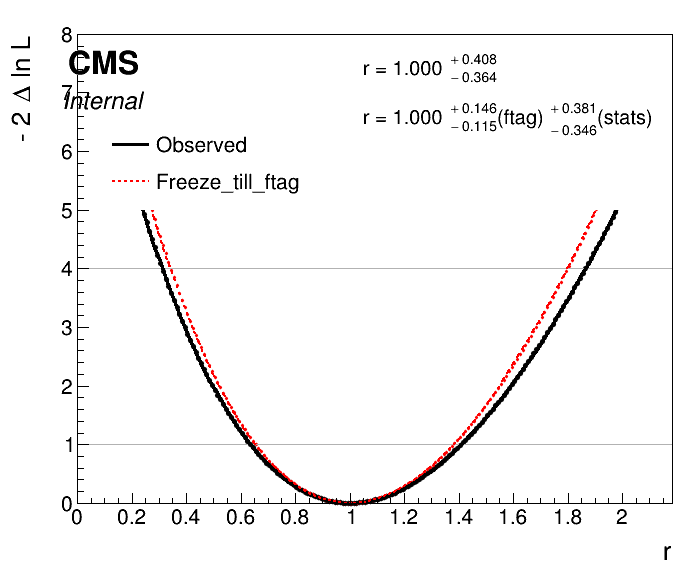 - 2 Δ ln L
8
7
6
5
4
3
2
1
0
CMS
Internal
r = 1.000 + 0.408 − 0.364
r = 1.000 + 0.146 − 0.115 (ftag) + 0.381 − 0.346 (stats)
Observed
Freeze_till_ftag
0 0.2 0.4 0.6 0.8 1 1.2 1.4 1.6 1.8 2
r